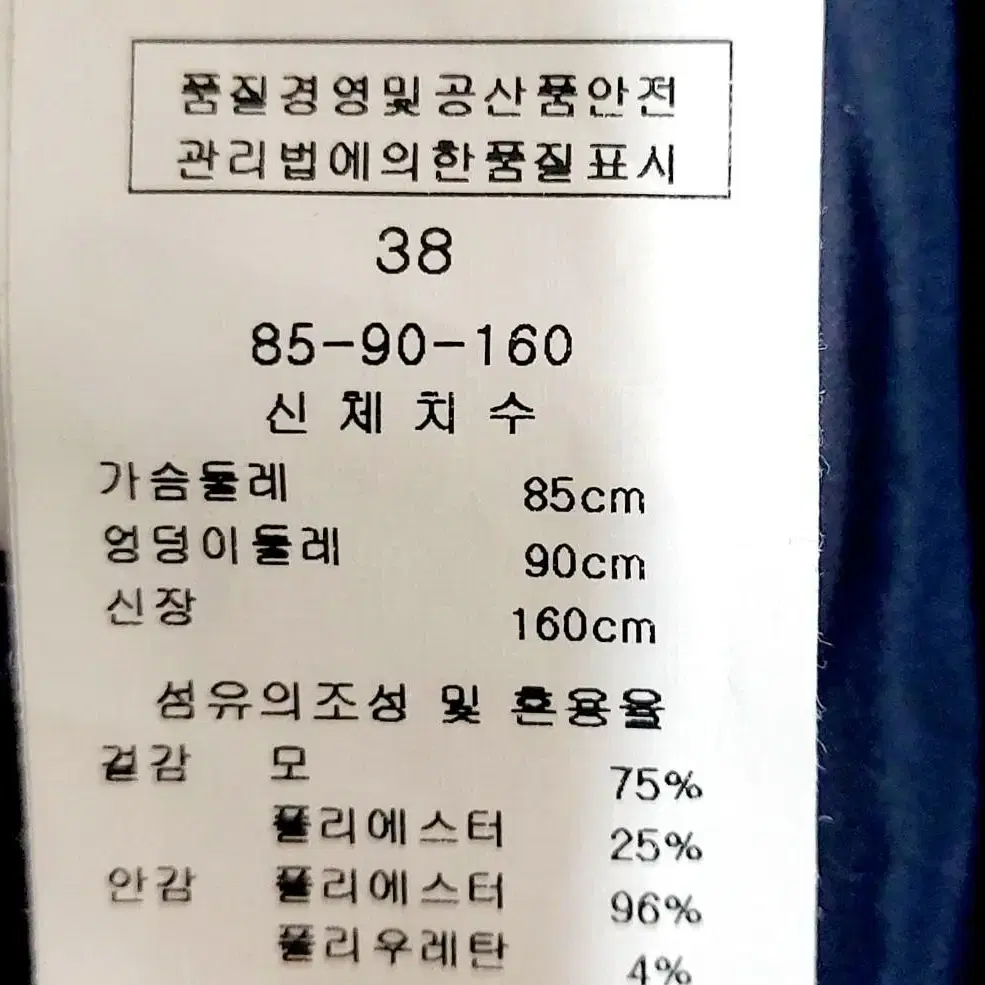 품질경영및공산품안전
관리법에의한품질표시
38
85-90-160
신체치수
가슴둘레 85cm
엉덩이둘레 90cm
신장 160cm
섬유의조성 및 혼용율
겉감 모 75%
폴리에스터 25%
안감 폴리에스터 96%
폴리우레탄 4%